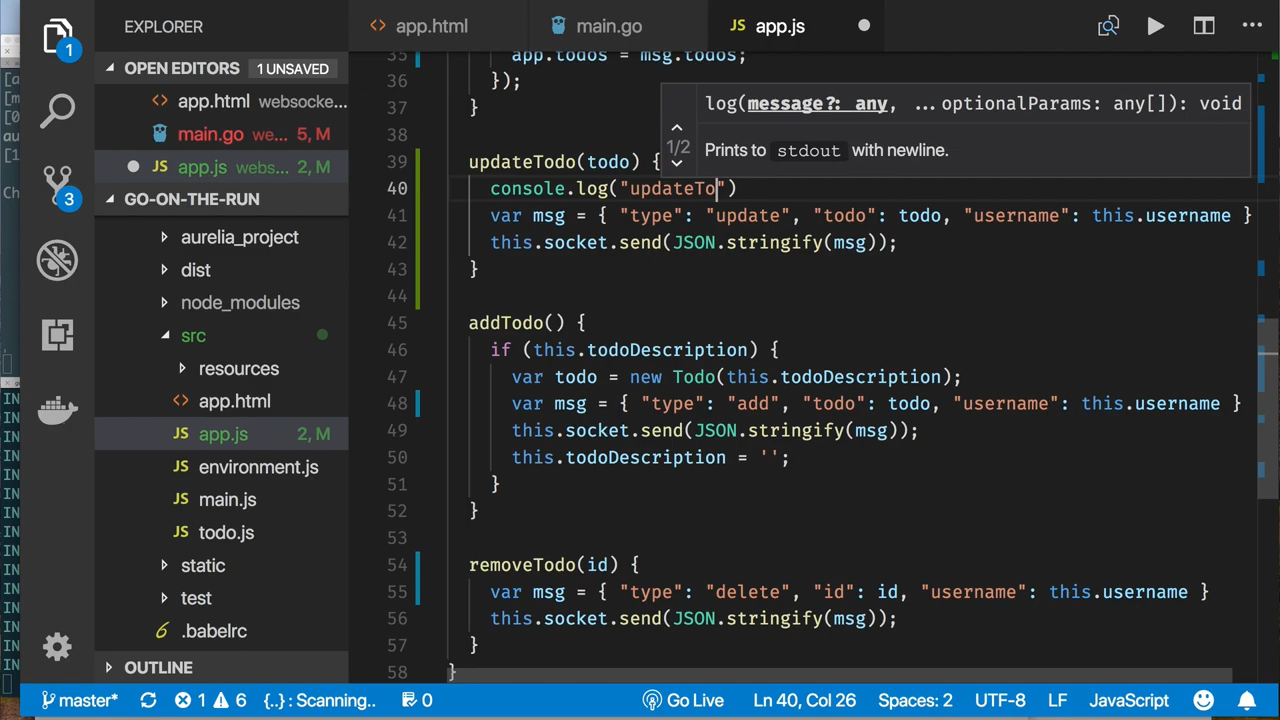 EXPLORER
app.html
main.go
JS app.js
1
OPEN EDITORS 1 UNSAVED
app.html websocke...
main.go we... 5, M
JS app.js web... 2, M
3
GO-ON-THE-RUN
aurelia_project
dist
node_modules
src
resources
app.html
JS app.js 2, M
JS environment.js
JS main.js
JS todo.js
static
test
.babelrc
OUTLINE
35 app.todos = msg.todos;
36 });
37 }
38
log(message?: any, ...optionalParams: any[]): void
1/2
Prints to stdout with newline.
39 updateTodo(todo) {
40 console.log("updateTo")
41 var msg = { "type": "update", "todo": todo, "username": this.username }
42 this.socket.send(JSON.stringify(msg));
43 }
44
45 addTodo() {
46 if (this.todoDescription) {
47 var todo = new Todo(this.todoDescription);
48 var msg = { "type": "add", "todo": todo, "username": this.username }
49 this.socket.send(JSON.stringify(msg));
50 this.todoDescription = '';
51 }
52 }
53
54 removeTodo(id) {
55 var msg = { "type": "delete", "id": id, "username": this.username }
56 this.socket.send(JSON.stringify(msg));
57 }
58 }
master* 1 6 {..} : Scanning.. 0 Go Live Ln 40, Col 26 Spaces: 2 UTF-8 LF JavaScript